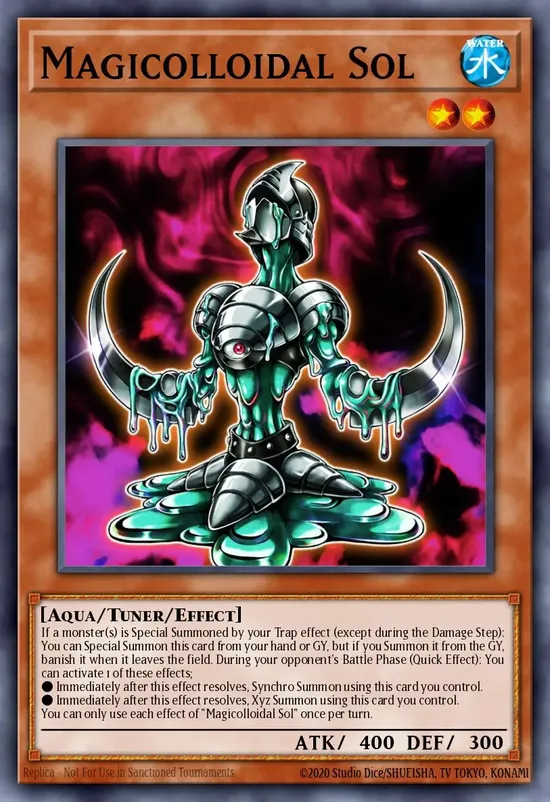 MAGICOLLOIDAL SOL
WATER
水
[AQUA/TUNER/EFFECT]
If a monster(s) is Special Summoned by your Trap effect (except during the Damage Step):
You can Special Summon this card from your hand or GY, but if you Summon it from the GY,
banish it when it leaves the field. During your opponent's Battle Phase (Quick Effect): You
can activate 1 of these effects;
● Immediately after this effect resolves, Synchro Summon using this card you control.
● Immediately after this effect resolves, Xyz Summon using this card you control.
You can only use each effect of "Magicolloidal Sol" once per turn.
ATK/ 400 DEF/ 300
Replica - Not For Use in Sanctioned Tournaments
©2020 Studio Dice/SHUEISHA, TV TOKYO, KONAMI